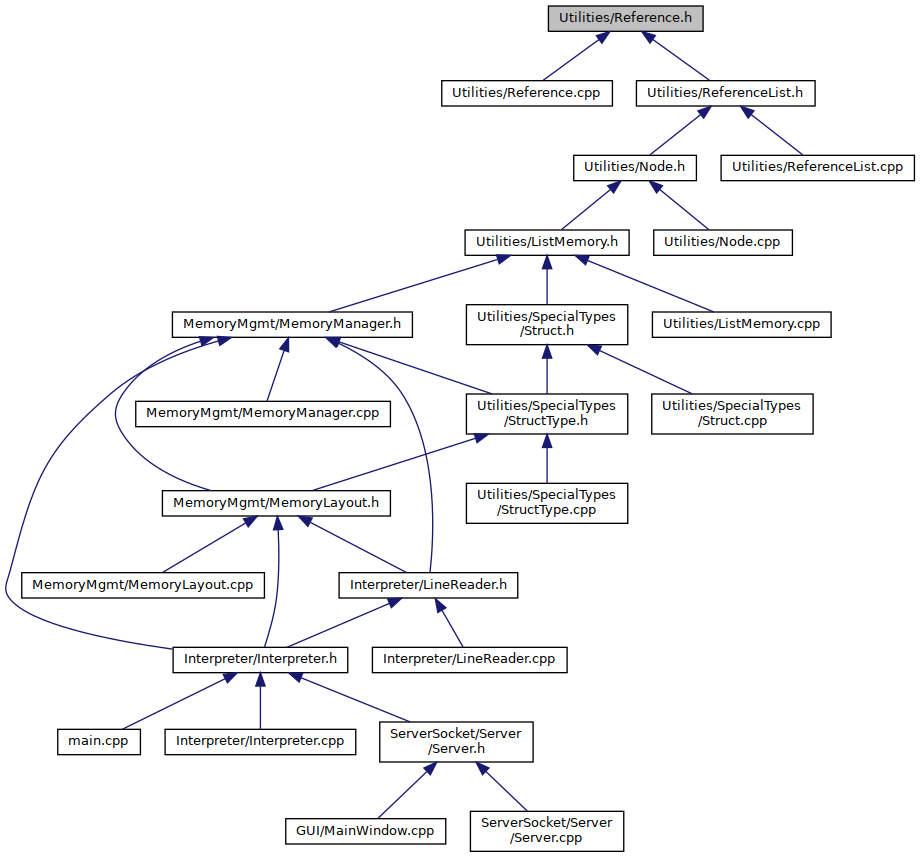 Utilities/Reference.h
Utilities/Reference.cpp
Utilities/ReferenceList.h
Utilities/Node.h
Utilities/ReferenceList.cpp
Utilities/ListMemory.h
Utilities/Node.cpp
MemoryMgmt/MemoryManager.h
Utilities/SpecialTypes
/Struct.h
Utilities/ListMemory.cpp
MemoryMgmt/MemoryManager.cpp
Utilities/SpecialTypes
/StructType.h
Utilities/SpecialTypes
/Struct.cpp
MemoryMgmt/MemoryLayout.h
Utilities/SpecialTypes
/StructType.cpp
MemoryMgmt/MemoryLayout.cpp
Interpreter/LineReader.h
Interpreter/Interpreter.h
Interpreter/LineReader.cpp
main.cpp
Interpreter/Interpreter.cpp
ServerSocket/Server
/Server.h
GUI/MainWindow.cpp
ServerSocket/Server
/Server.cpp